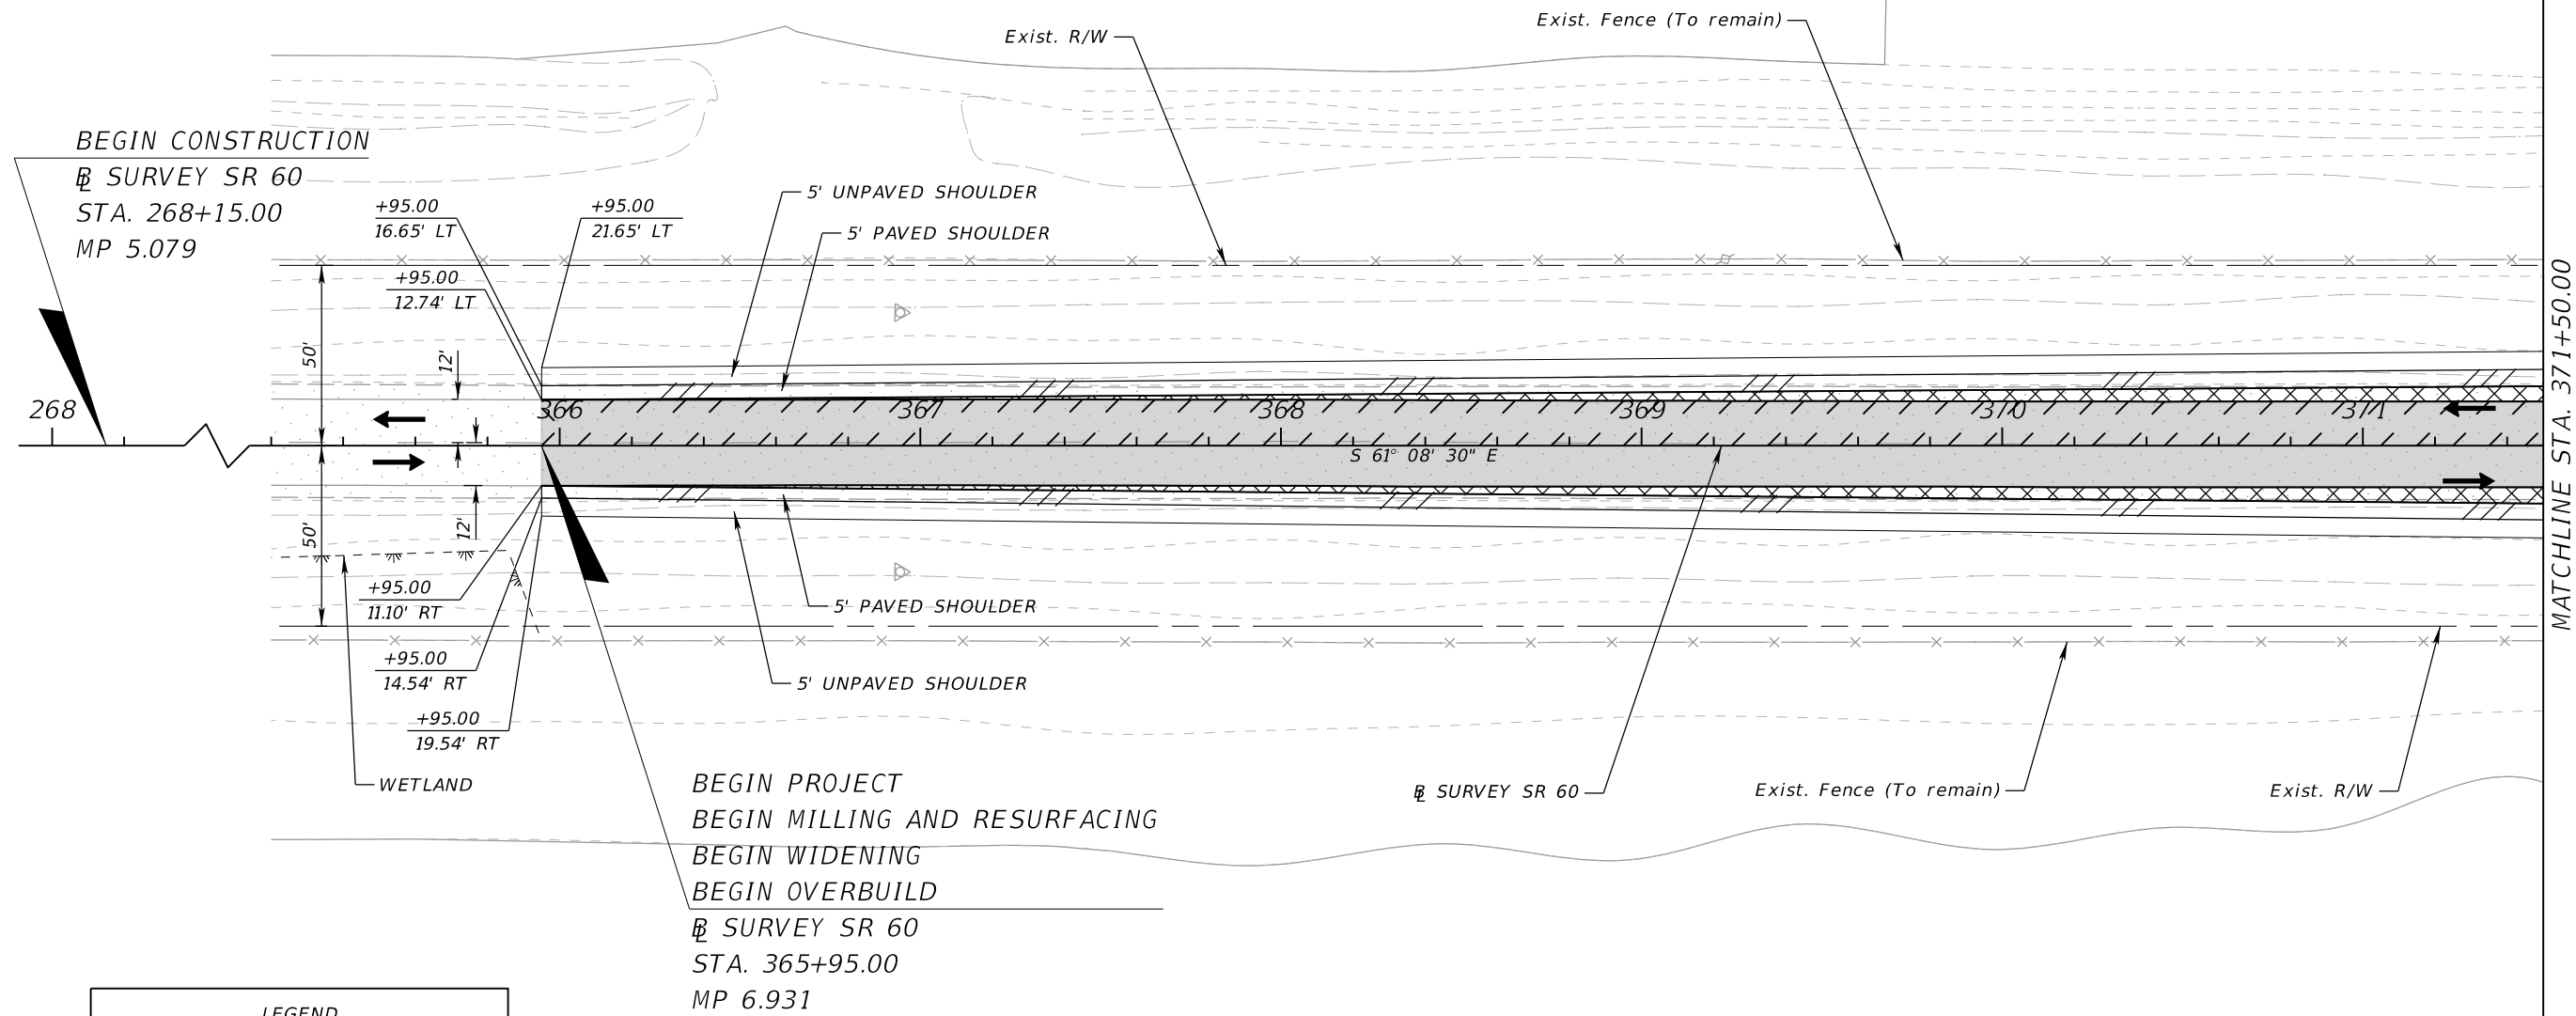 Exist. Fence (To remain)
Exist. R/W
BEGIN CONSTRUCTION
BL SURVEY SR 60
STA. 268+15.00
MP 5.079
5' UNPAVED SHOULDER
5' PAVED SHOULDER
+95.00
16.65' LT
+95.00
21.65' LT
+95.00
12.74' LT
50'
12'
268
366
367
368
369
370
371
S 61° 08' 30" E
MATCHLINE STA. 371+50.00
50'
12'
+95.00
11.10' RT
5' PAVED SHOULDER
+95.00
14.54' RT
5' UNPAVED SHOULDER
+95.00
19.54' RT
WETLAND
BEGIN PROJECT
BEGIN MILLING AND RESURFACING
BEGIN WIDENING
BEGIN OVERBUILD
BL SURVEY SR 60
STA. 365+95.00
MP 6.931
BL SURVEY SR 60
Exist. Fence (To remain)
Exist. R/W
LEGEND